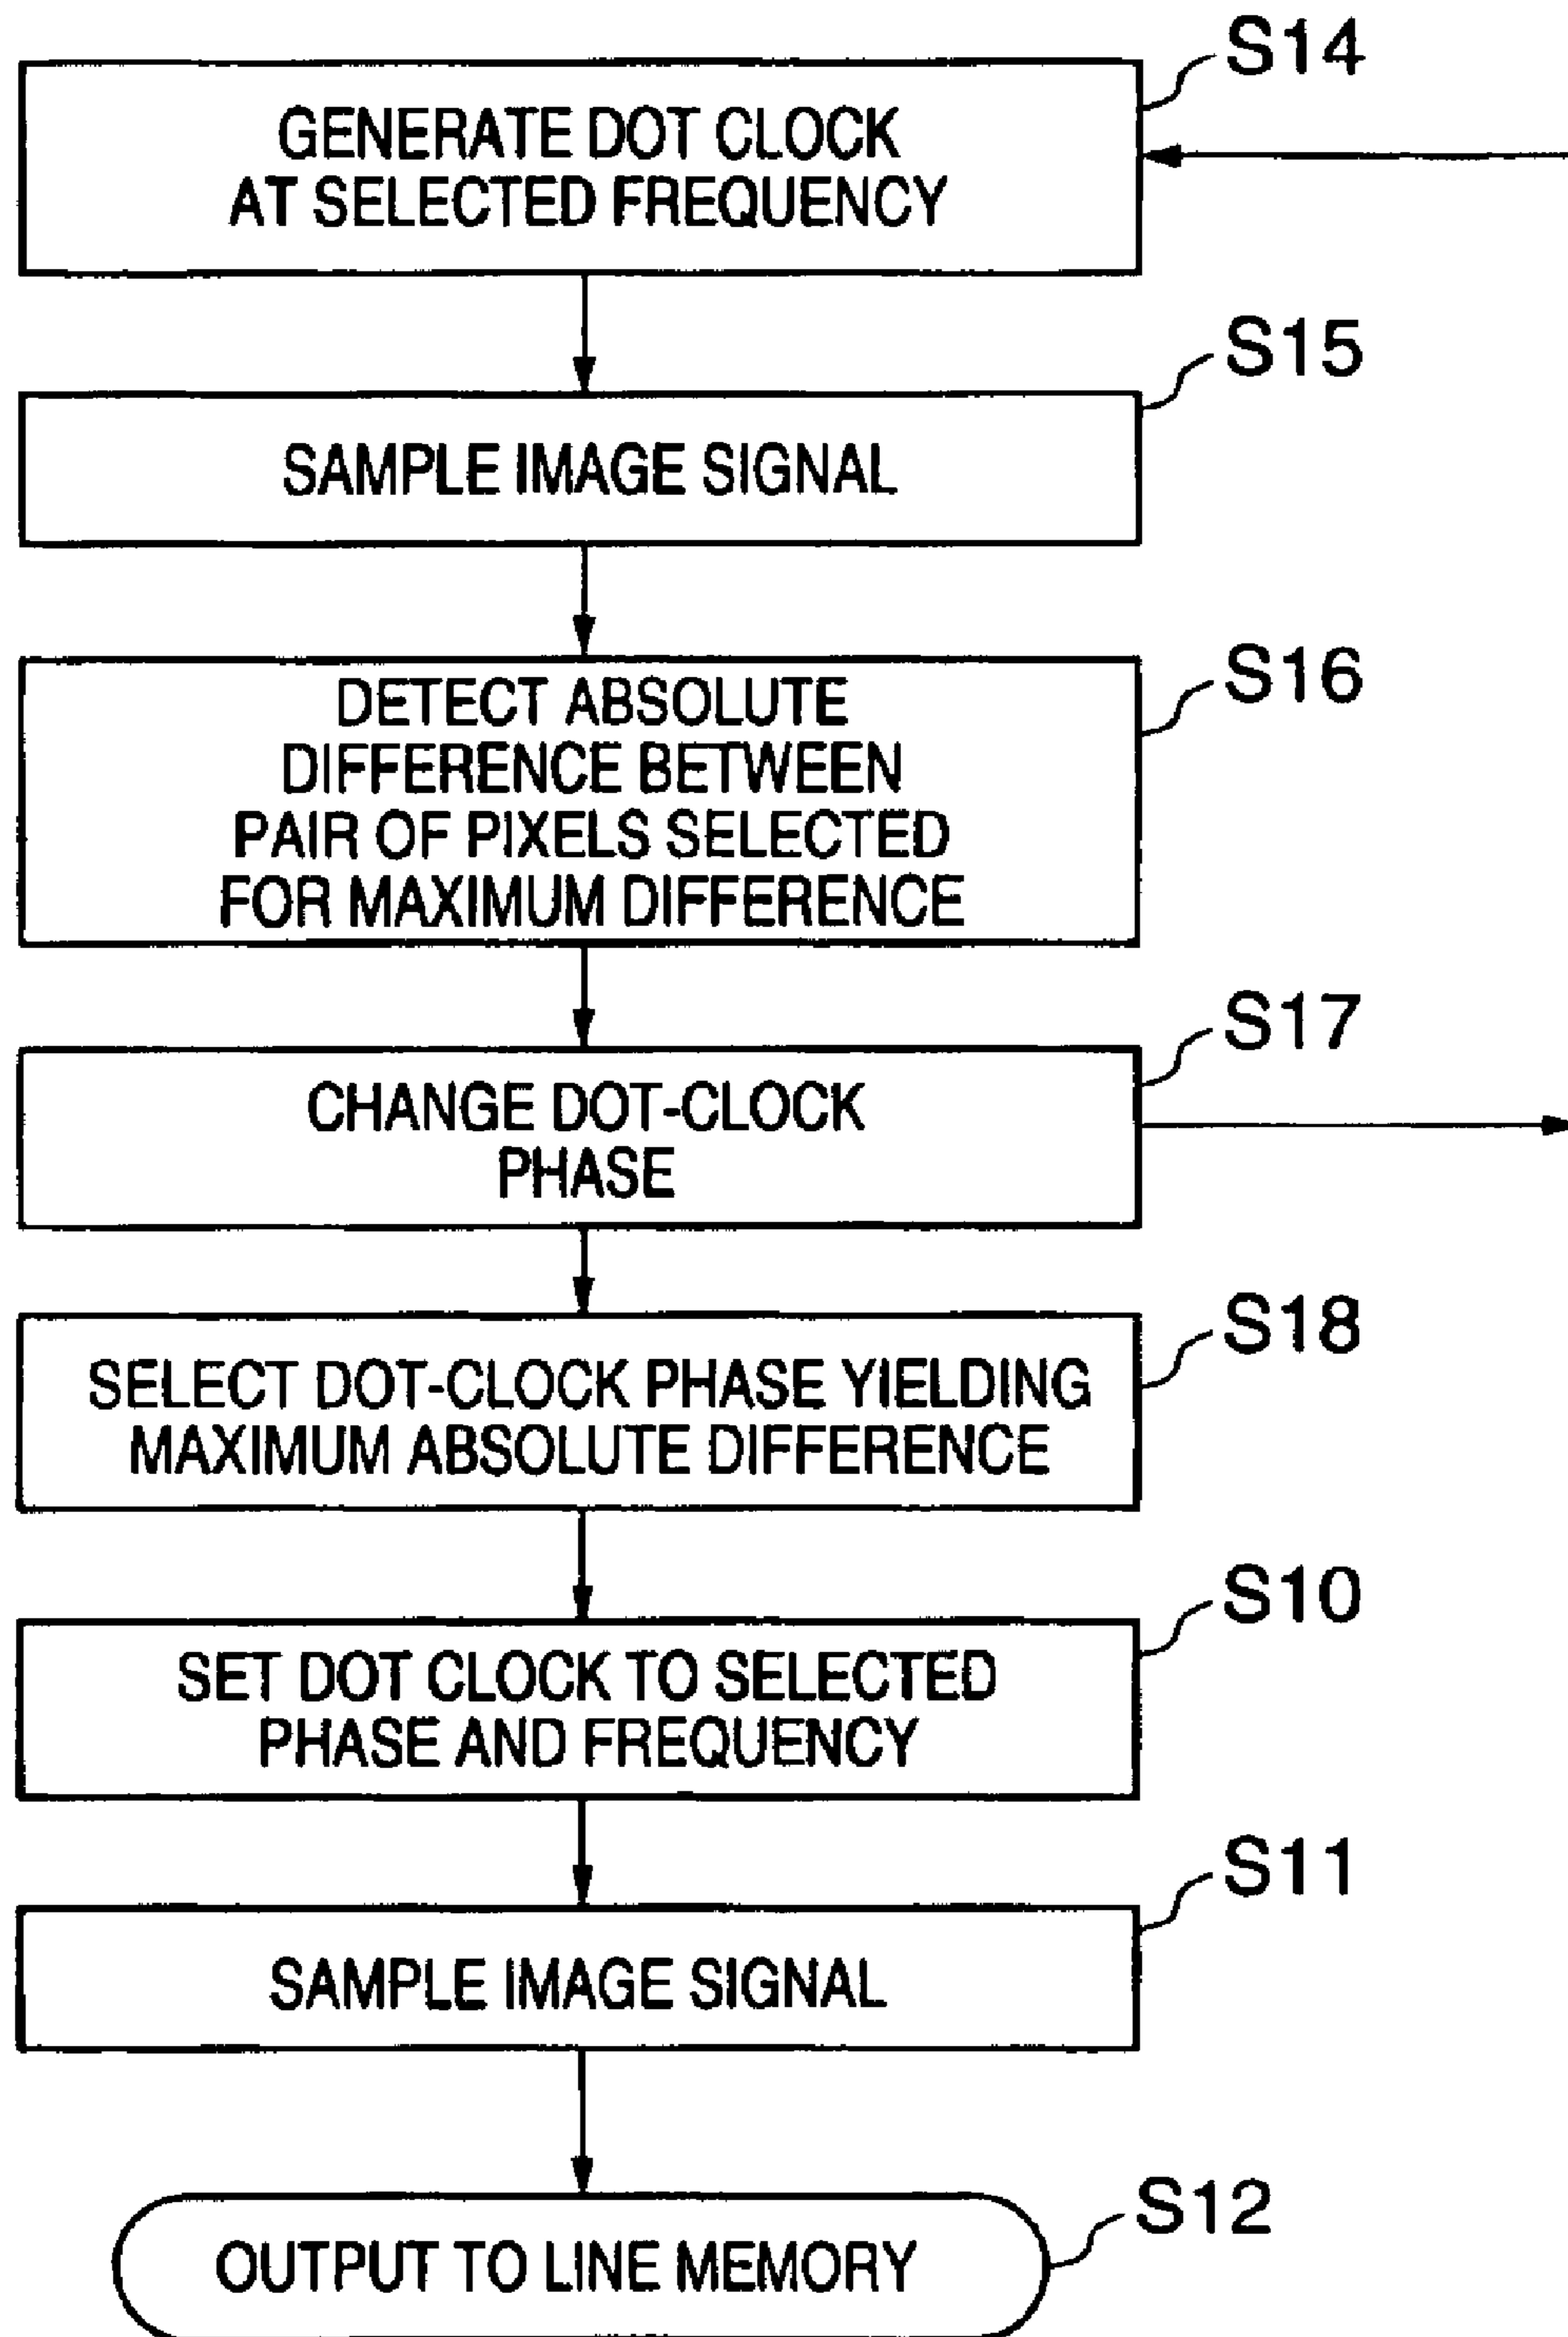 S14
GENERATE DOT CLOCK
AT SELECTED FREQUENCY
S15
SAMPLE IMAGE SIGNAL
S16
DETECT ABSOLUTE
DIFFERENCE BETWEEN
PAIR OF PIXELS SELECTED
FOR MAXIMUM DIFFERENCE
S17
CHANGE DOT-CLOCK
PHASE
S18
SELECT DOT-CLOCK PHASE YIELDING
MAXIMUM ABSOLUTE DIFFERENCE
S10
SET DOT CLOCK TO SELECTED
PHASE AND FREQUENCY
S11
SAMPLE IMAGE SIGNAL
S12
OUTPUT TO LINE MEMORY